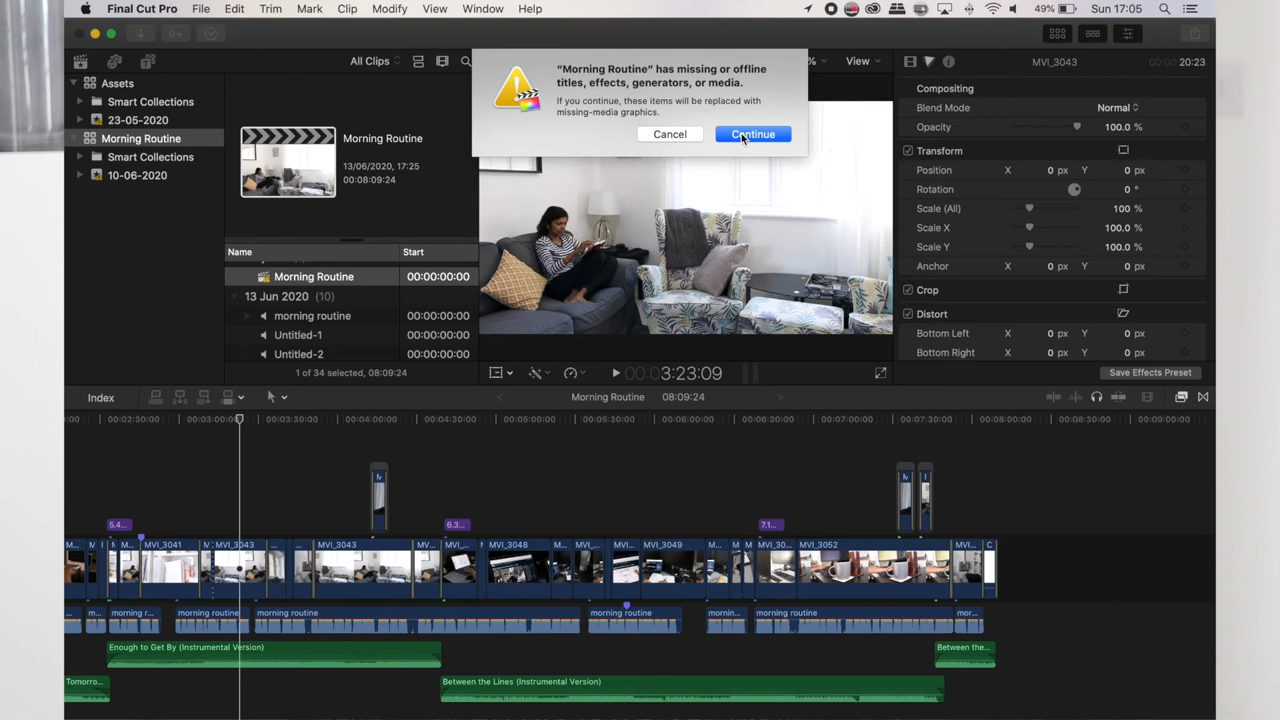 Final Cut Pro File Edit Trim Mark Clip Modify View Window Help 49% Sun 17:05
All Clips % View MVI_3043 00:00 20:23
"Morning Routine" has missing or offline
titles, effects, generators, or media.
If you continue, these items will be replaced with
missing-media graphics.
Cancel Continue
Assets
Smart Collections
23-05-2020
Morning Routine
Smart Collections
10-06-2020
Morning Routine
13/06/2020, 17:25
00:08:09:24
Name Start
Morning Routine 00:00:00:00
13 Jun 2020 (10)
morning routine 00:00:00:00
Untitled-1 00:00:00:00
Untitled-2 00:00:00:00
1 of 34 selected, 08:09:24
00:00 3:23:09
Compositing
Blend Mode Normal
Opacity 100.0 %
Transform
Position X 0 px Y 0 px
Rotation 0 °
Scale (All) 100 %
Scale X 100.0 %
Scale Y 100.0 %
Anchor X 0 px Y 0 px
Crop
Distort
Bottom Left X 0 px Y 0 px
Bottom Right X 0 px Y 0 px
Save Effects Preset
Index Morning Routine 08:09:24
0:00 00:02:30:00 00:03:00:00 00:03:30:00 00:04:00:00 00:04:30:00 00:05:00:00 00:05:30:00 00:06:00:00 00:06:30:00 00:07:00:00 00:07:30:00 00:08:00:00 00:08:30:00 00:09:00:00
5.4... 6.3... 7.1...
M... M... MVI_3041 MVI_3043 ... ... MVI_3043 MV... MVI_... MVI_3048 M... MVI_... MVI... MVI_3049 M... M M MVI_30... MVI_3052 MVI... C
... m... morning r... morning routine morning routine morning routine mornin... morning routine mor...
Enough to Get By (Instrumental Version) Between the...
Tomorro... Between the Lines (Instrumental Version)